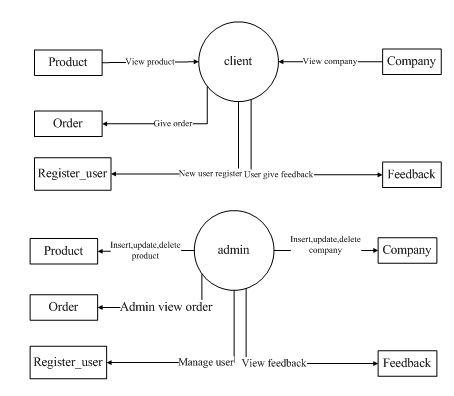 Product
View product
client
View company
Company
Order
Give order
Register_user
New user register
User give feedback
Feedback
Product
Insert,update,delete
product
admin
Insert,update,delete
company
Company
Order
Admin view order
Register_user
Manage user
View feedback
Feedback